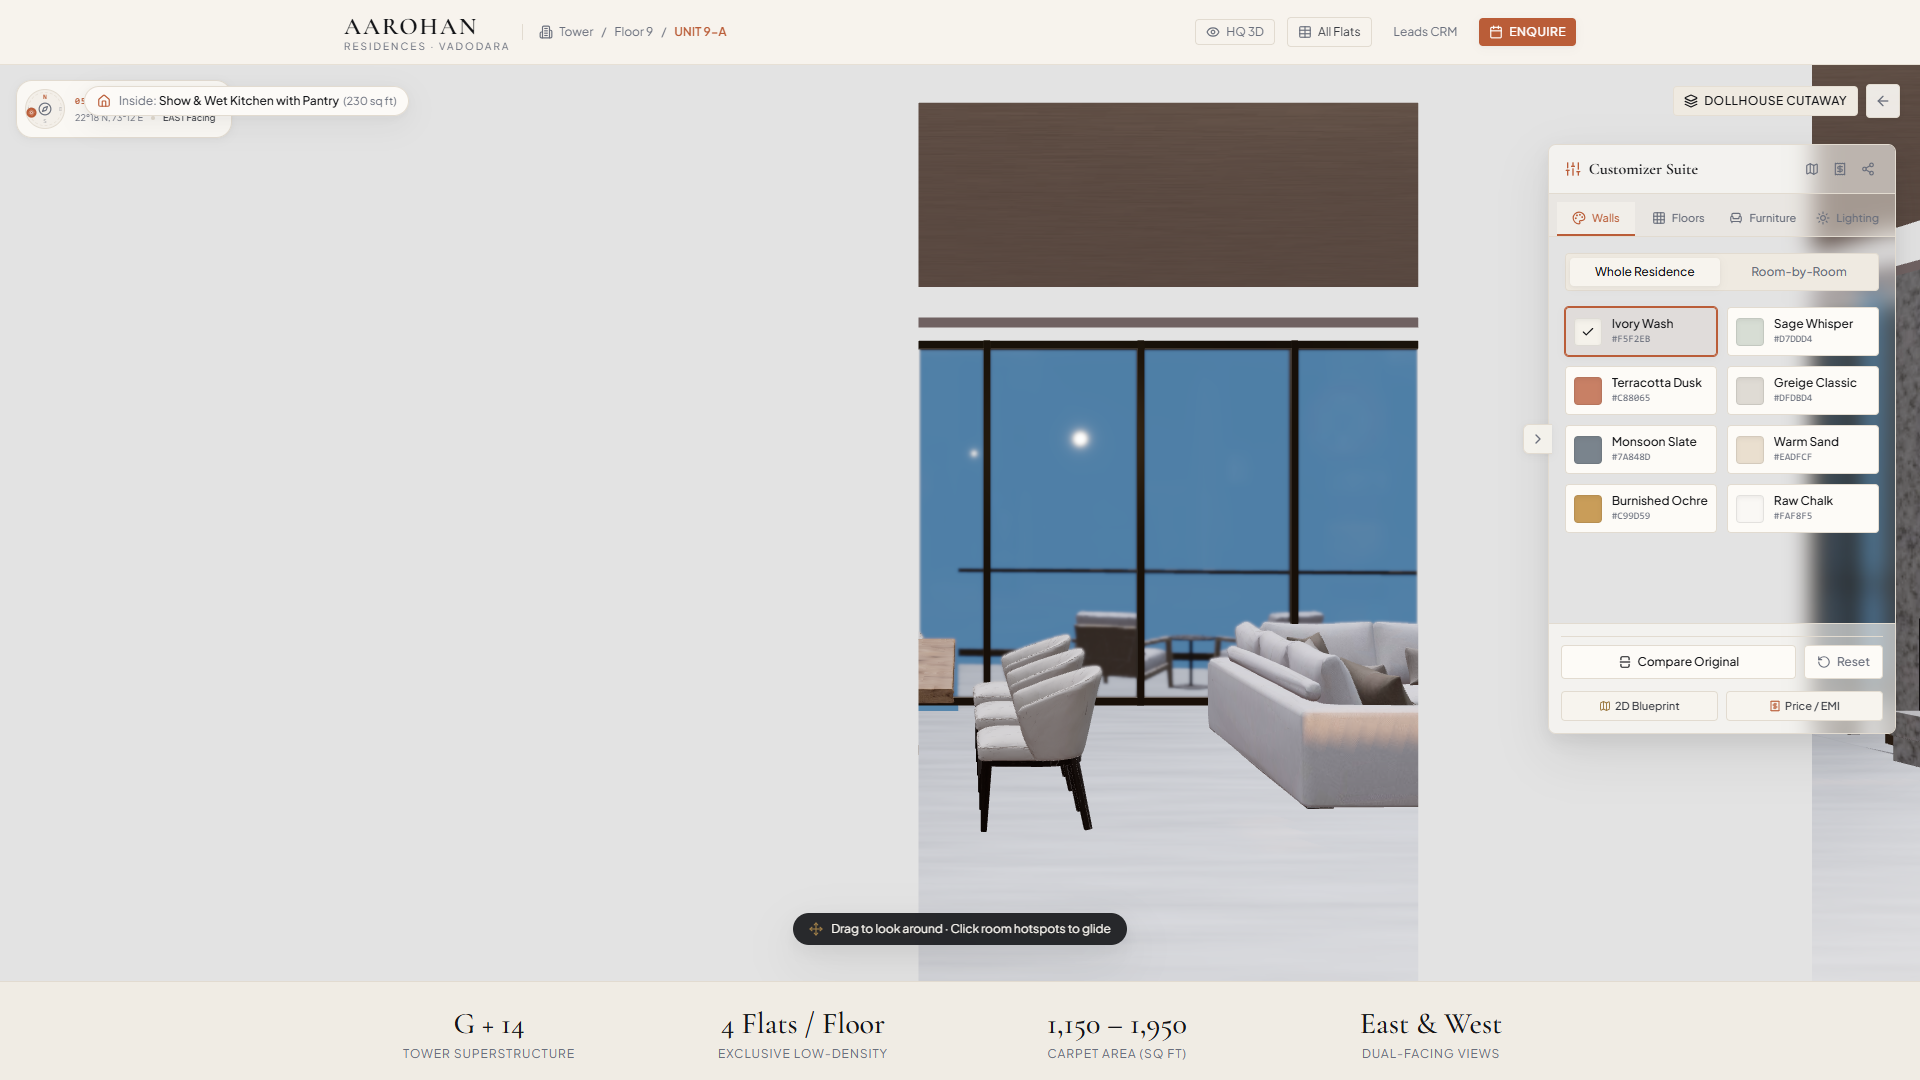 AAROHAN
RESIDENCES · VADODARA
Tower / Floor 9 / UNIT 9-A
HQ 3D
All Flats
Leads CRM
ENQUIRE
Inside: Show & Wet Kitchen with Pantry (230 sq ft)
22°18 N, 73°12 E • EAST Facing
N
DOLLHOUSE CUTAWAY
Customizer Suite
Walls
Floors
Furniture
Lighting
Whole Residence
Room-by-Room
Ivory Wash
#F5F2EB
Sage Whisper
#D7DDD4
Terracotta Dusk
#C88065
Greige Classic
#DFDBD4
Monsoon Slate
#7A848D
Warm Sand
#EADFCF
Burnished Ochre
#C99D59
Raw Chalk
#FAF8F5
Compare Original
Reset
2D Blueprint
Price / EMI
Drag to look around · Click room hotspots to glide
G + 14
TOWER SUPERSTRUCTURE
4 Flats / Floor
EXCLUSIVE LOW-DENSITY
1,150 – 1,950
CARPET AREA (SQ FT)
East & West
DUAL-FACING VIEWS